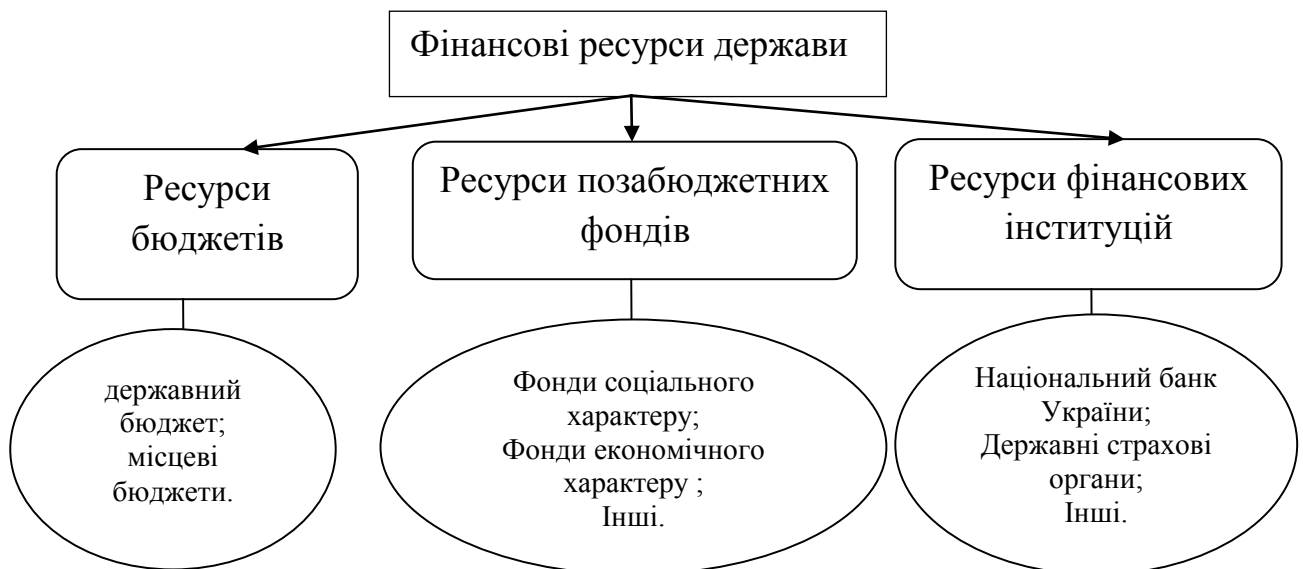 Фінансові ресурси держави
Ресурси
бюджетів
Ресурси позабюджетних
фондів
Ресурси фінансових
інституцій
державний
бюджет;
місцеві
бюджети.
Фонди соціального
характеру;
Фонди економічного
характеру ;
Інші.
Національний банк
України;
Державні страхові
органи;
Інші.